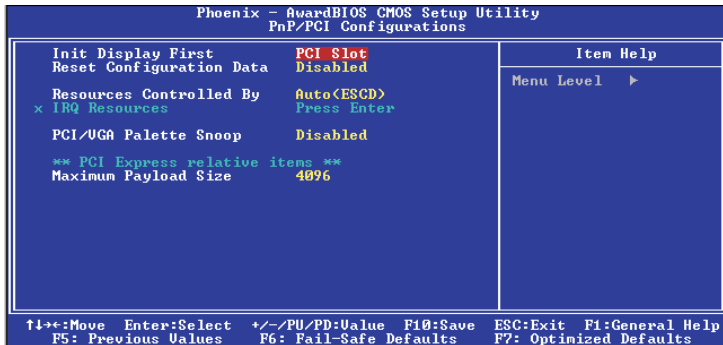 Phoenix - AwardBIOS CMOS Setup Utility
PnP/PCI Configurations
Init Display First PCI Slot
Reset Configuration Data Disabled
Resources Controlled By Auto(ESCD)
x IRQ Resources Press Enter
PCI/VGA Palette Snoop Disabled
** PCI Express relative items **
Maximum Payload Size 4096
Item Help
Menu Level ▶
↑↓→←:Move Enter:Select +/-/PU/PD:Value F10:Save ESC:Exit F1:General Help
F5: Previous Values F6: Fail-Safe Defaults F7: Optimized Defaults